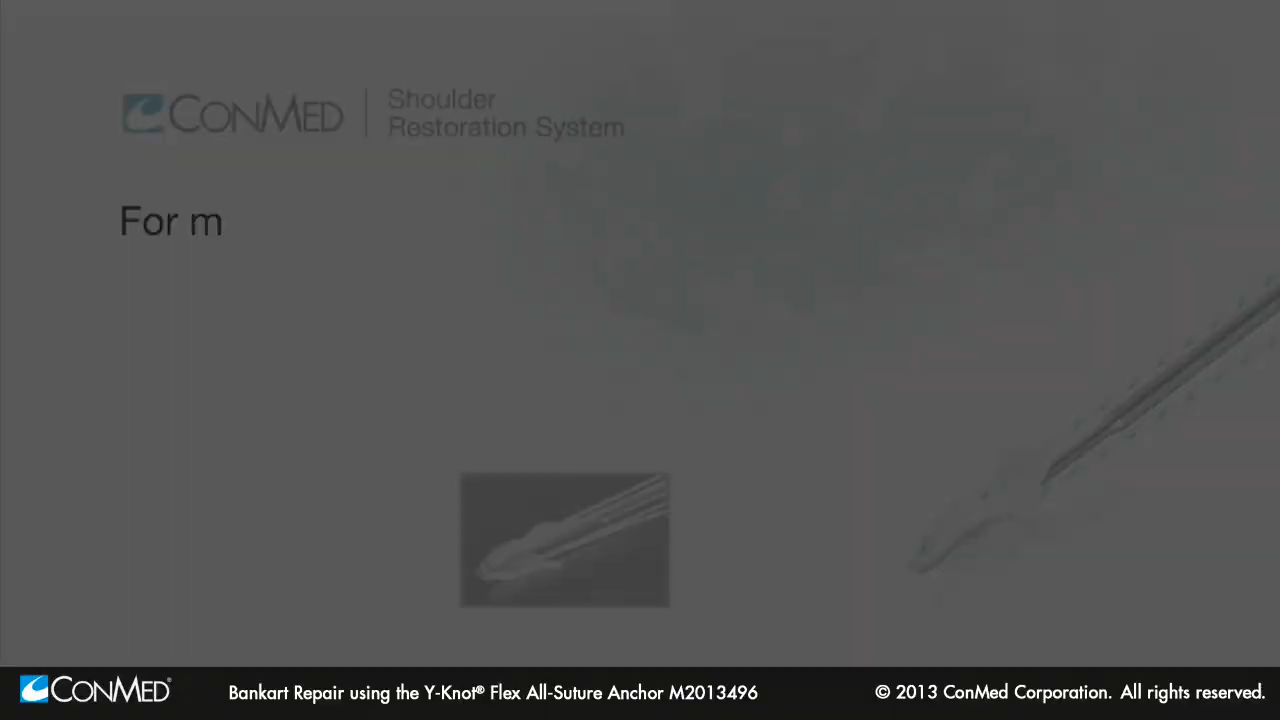 CONMED
Shoulder
Restoration System
For m
CONMED®
Bankart Repair using the Y-Knot® Flex All-Suture Anchor M2013496
© 2013 ConMed Corporation. All rights reserved.